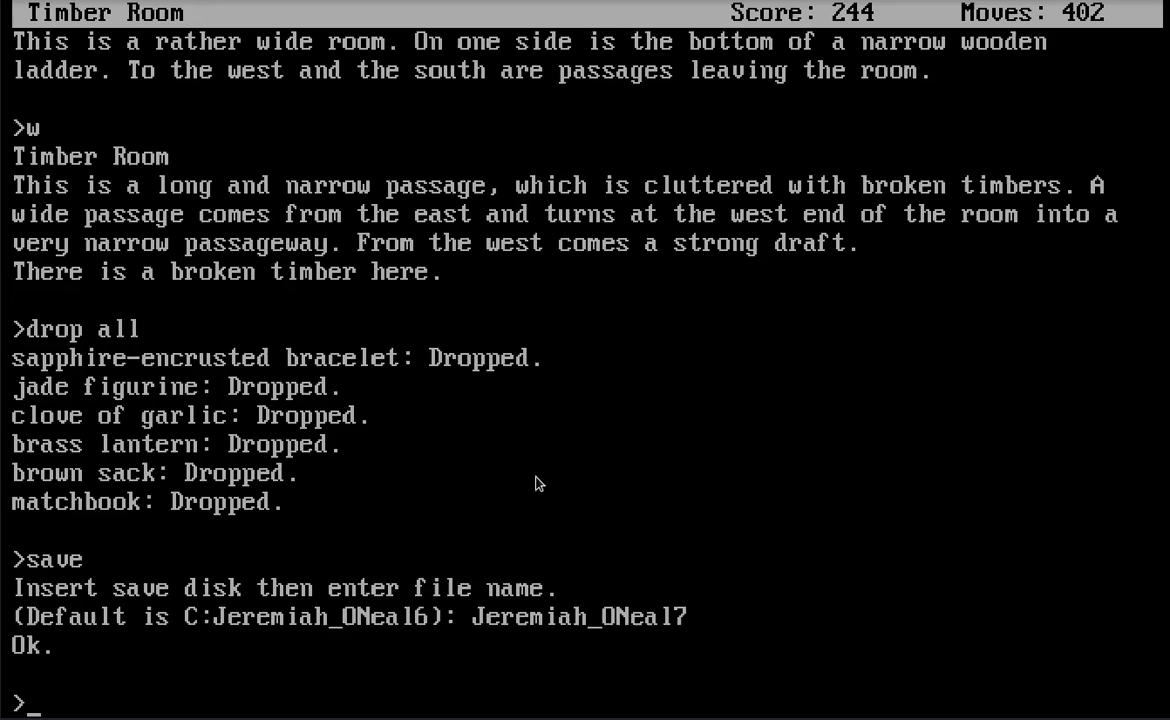 Timber Room Score: 244 Moves: 402
This is a rather wide room. On one side is the bottom of a narrow wooden
ladder. To the west and the south are passages leaving the room.
>w
Timber Room
This is a long and narrow passage, which is cluttered with broken timbers. A
wide passage comes from the east and turns at the west end of the room into a
very narrow passageway. From the west comes a strong draft.
There is a broken timber here.
>drop all
sapphire-encrusted bracelet: Dropped.
jade figurine: Dropped.
clove of garlic: Dropped.
brass lantern: Dropped.
brown sack: Dropped.
matchbook: Dropped.
>save
Insert save disk then enter file name.
(Default is C:Jeremiah_ONeal6): Jeremiah_ONeal7
Ok.
>_